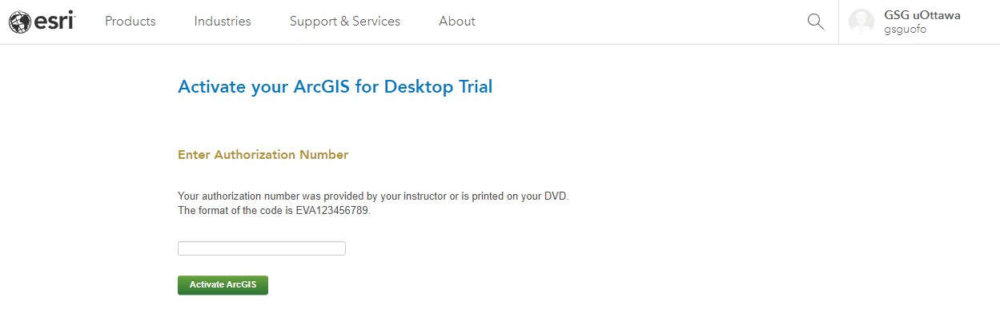 esri Products Industries Support & Services About GSG uOttawa
gsguofo
Activate your ArcGIS for Desktop Trial
Enter Authorization Number
Your authorization number was provided by your instructor or is printed on your DVD.
The format of the code is EVA123456789.
Activate ArcGIS